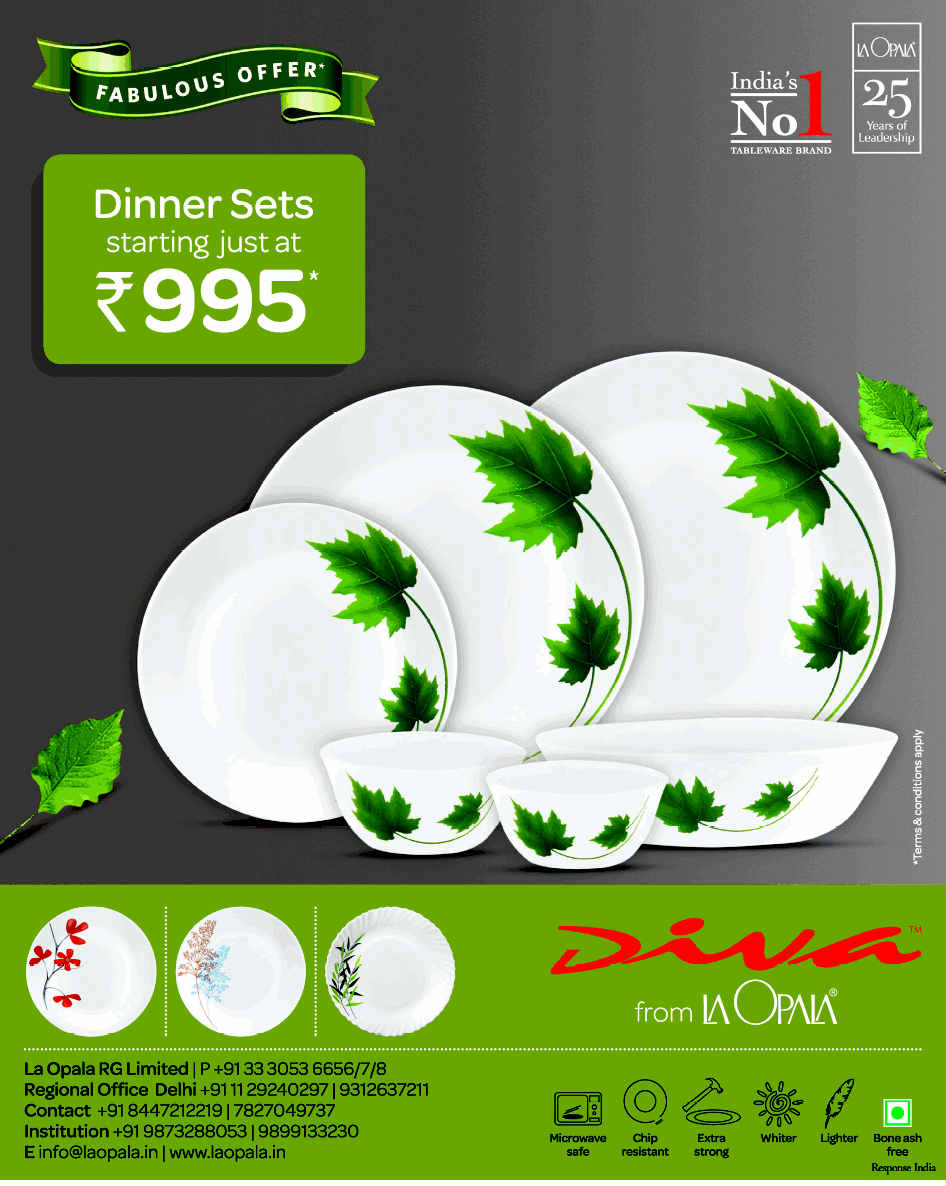 FABULOUS OFFER*
LA OPALA
India's
No1
TABLEWARE BRAND
25
Years of
Leadership
Dinner Sets
starting just at
₹995*
*Terms & conditions apply
Diva™
from LA OPALA®
La Opala RG Limited | P +91 33 3053 6656/7/8
Regional Office Delhi +91 11 29240297 | 9312637211
Contact +91 8447212219 | 7827049737
Institution +91 9873288053 | 9899133230
E info@laopala.in | www.laopala.in
Microwave
safe
Chip
resistant
Extra
strong
Whiter
Lighter
Bone ash
free
Response India